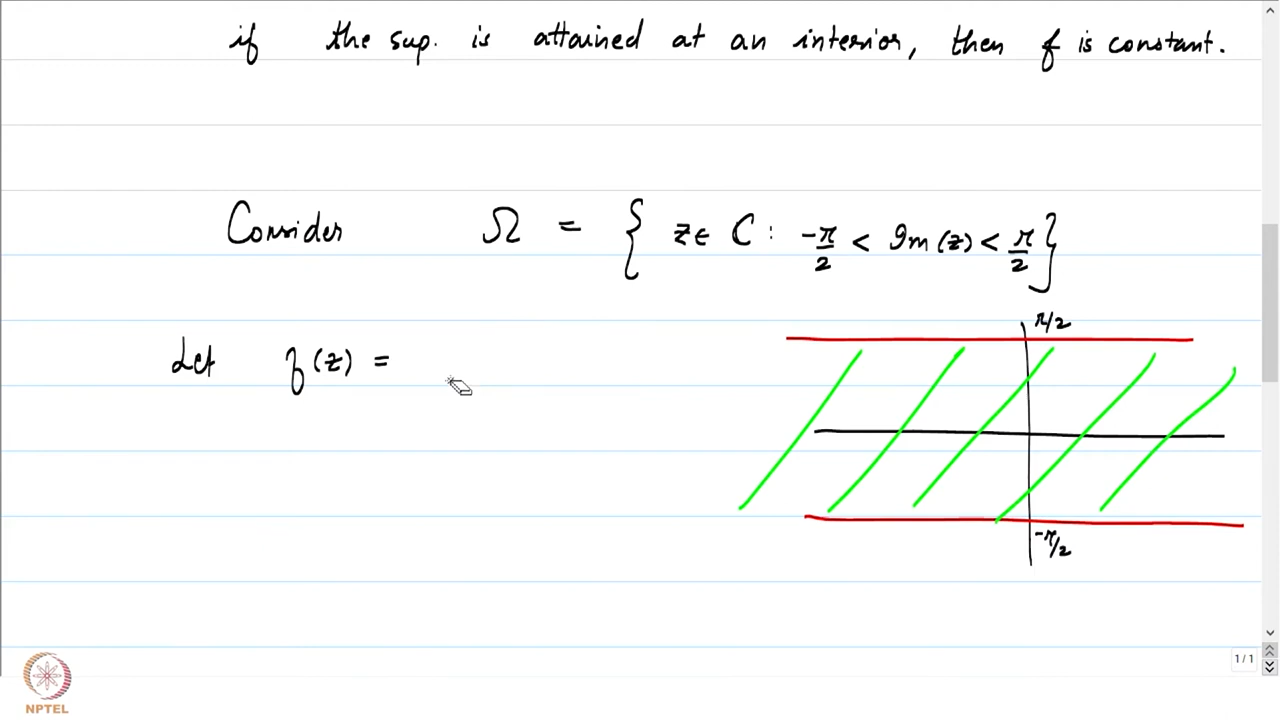 if the sup. is attained at an interior, then f is constant.
Consider Ω = { z ∈ C : -π/2 < Im(z) < π/2 }
π/2
Let f(z) =
-π/2
1/1
NPTEL